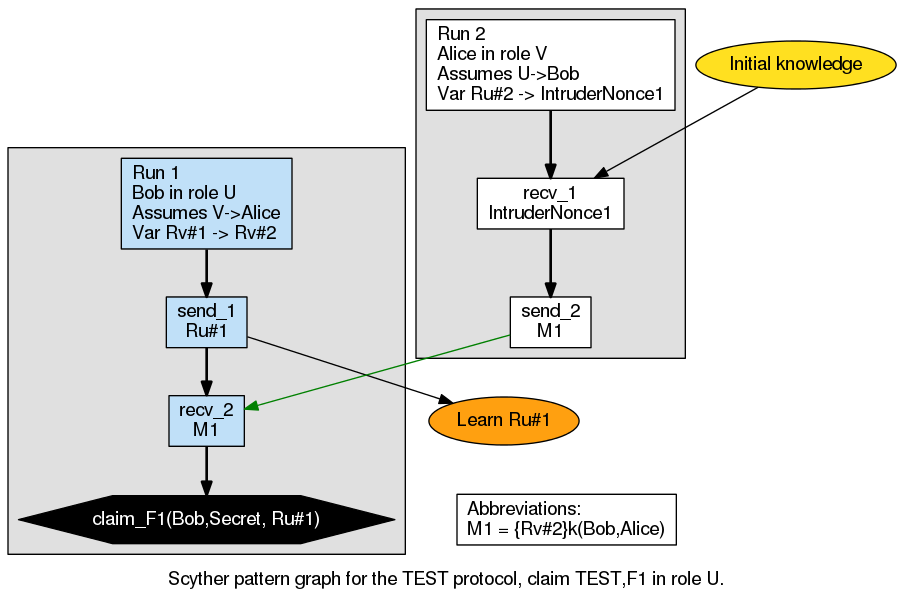 Run 2
Alice in role V
Assumes U->Bob
Var Ru#2 -> IntruderNonce1
Initial knowledge
Run 1
Bob in role U
Assumes V->Alice
Var Rv#1 -> Rv#2
recv_1
IntruderNonce1
send_1
Ru#1
send_2
M1
recv_2
M1
Learn Ru#1
claim_F1(Bob,Secret, Ru#1)
Abbreviations:
M1 = {Rv#2}k(Bob,Alice)
Scyther pattern graph for the TEST protocol, claim TEST,F1 in role U.